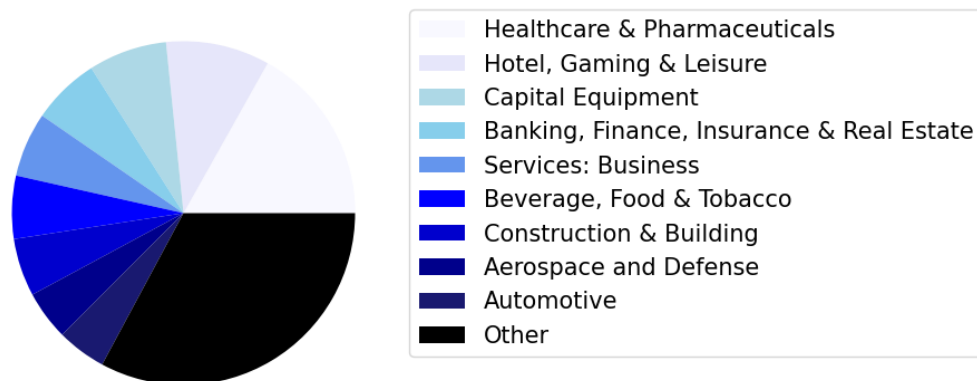 Healthcare & Pharmaceuticals
Hotel, Gaming & Leisure
Capital Equipment
Banking, Finance, Insurance & Real Estate
Services: Business
Beverage, Food & Tobacco
Construction & Building
Aerospace and Defense
Automotive
Other